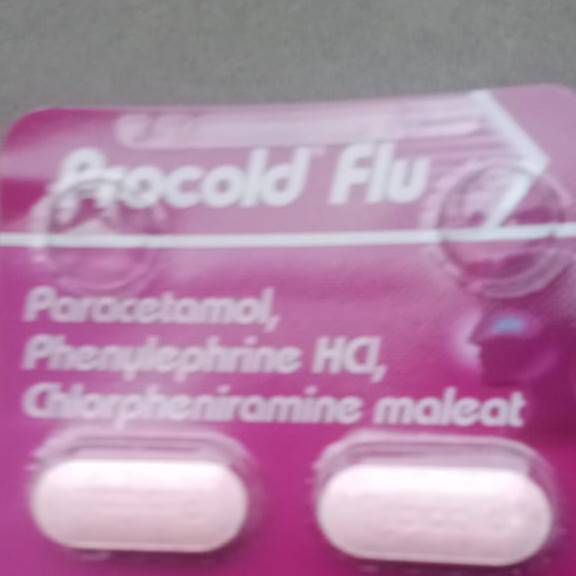 Procold Flu
Paracetamol,
Phenylephrine HCl,
Chlorpheniramine maleat